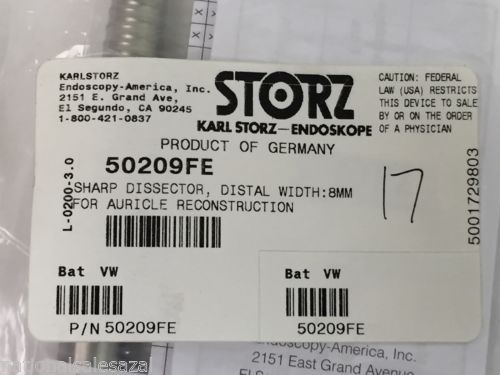 KARLSTORZ
Endoscopy-America, Inc.
2151 E. Grand Ave,
El Segundo, CA 90245
1-800-421-0837
STORZ
KARL STORZ—ENDOSKOPE
CAUTION: FEDERAL
LAW (USA) RESTRICTS
THIS DEVICE TO SALE
BY OR ON THE ORDER
OF A PHYSICIAN
PRODUCT OF GERMANY
50209FE
SHARP DISSECTOR, DISTAL WIDTH:8MM
FOR AURICLE RECONSTRUCTION
17
L-0200-3.0
5001729803
Bat VW
P/N 50209FE
Bat VW
50209FE
Endoscopy-America, Inc.
2151 East Grand Avenue